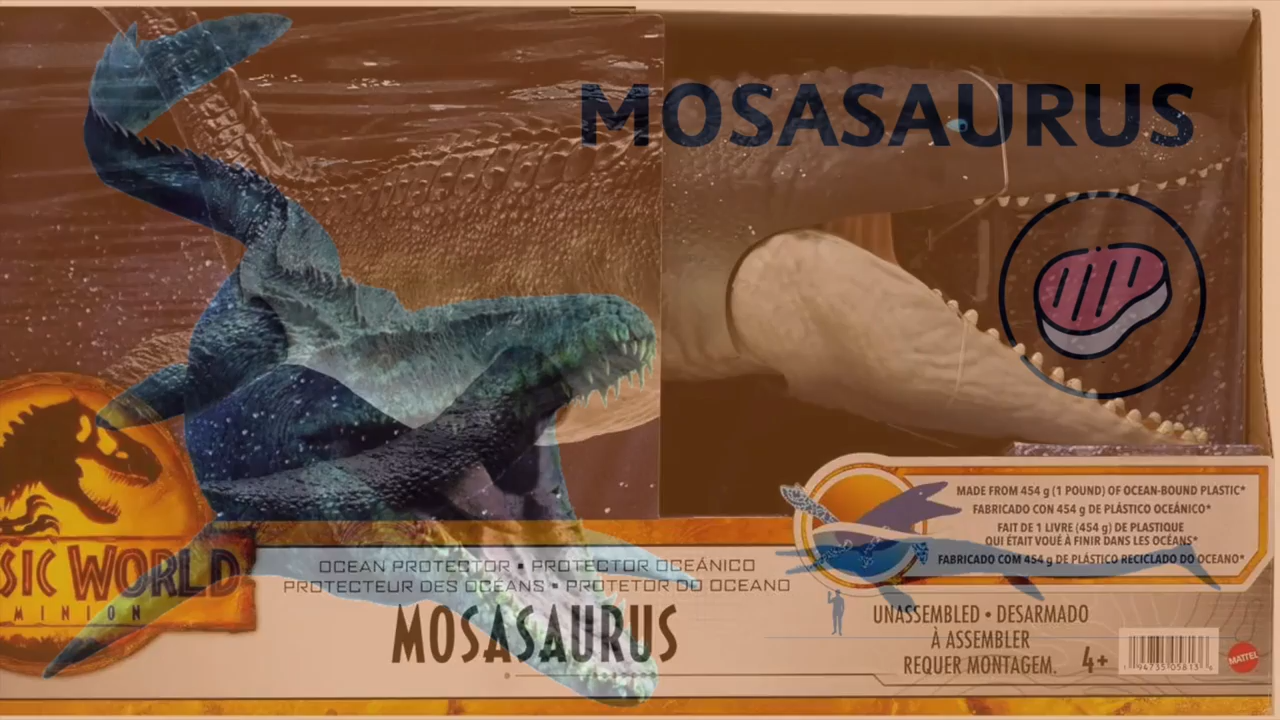 MOSASAURUS
MADE FROM 454 g (1 POUND) OF OCEAN-BOUND PLASTIC*
FABRICADO CON 454 g DE PLÁSTICO OCEÁNICO*
FAIT DE 1 LIVRE (454 g) DE PLASTIQUE
QUI ÉTAIT VOUÉ À FINIR DANS LES OCÉANS*
FABRICADO COM 454 g DE PLÁSTICO RECICLADO DO OCEANO*
SIC WORLD
MINION
OCEAN PROTECTOR • PROTECTOR OCEÁNICO
PROTECTEUR DES OCÉANS • PROTETOR DO OCEANO
MOSASAURUS
UNASSEMBLED • DESARMADO
À ASSEMBLER
REQUER MONTAGEM.
4+
MATTEL